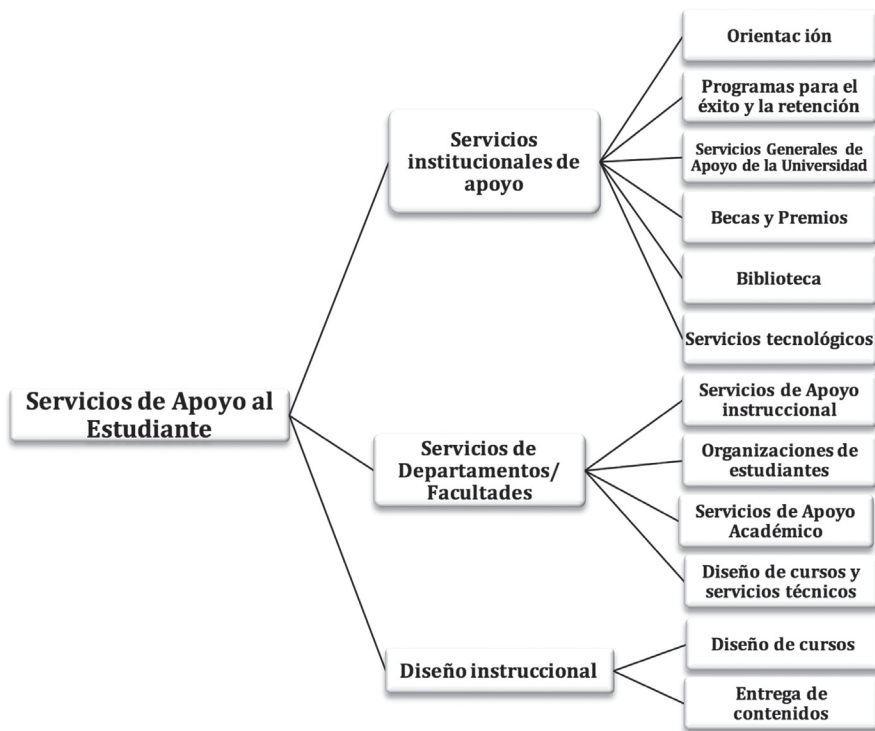 Servicios de Apoyo al
Estudiante
Servicios
institucionales de
apoyo
Orientac ión
Programas para el
éxito y la retención
Servicios Generales de
Apoyo de la Universidad
Becas y Premios
Biblioteca
Servicios tecnológicos
Servicios de
Departamentos/
Facultades
Servicios de Apoyo
instruccional
Organizaciones de
estudiantes
Servicios de Apoyo
Académico
Diseño de cursos y
servicios técnicos
Diseño instruccional
Diseño de cursos
Entrega de
contenidos